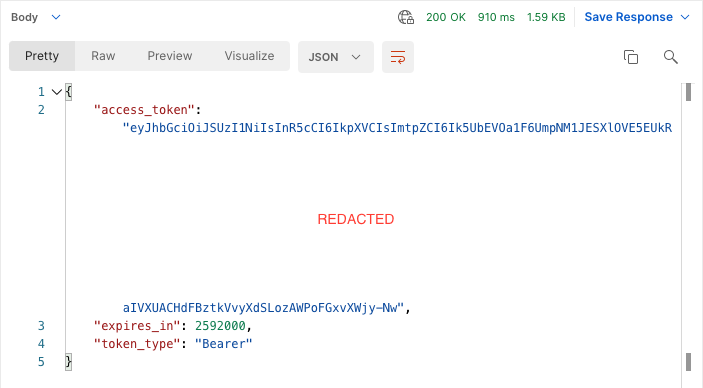 Body 200 OK 910 ms 1.59 KB Save Response
Pretty Raw Preview Visualize JSON
1 {
2 "access_token":
"eyJhbGciOiJSUzI1NiIsInR5cCI6IkpXVCIsImtpZCI6Ik5UbEVOa1F6UmpNM1JESXlOVE5EUkR
REDACTED
aIVXUACHdFBztkVvyXdSLozAWPoFGxvXWjy-Nw",
3 "expires_in": 2592000,
4 "token_type": "Bearer"
5 }